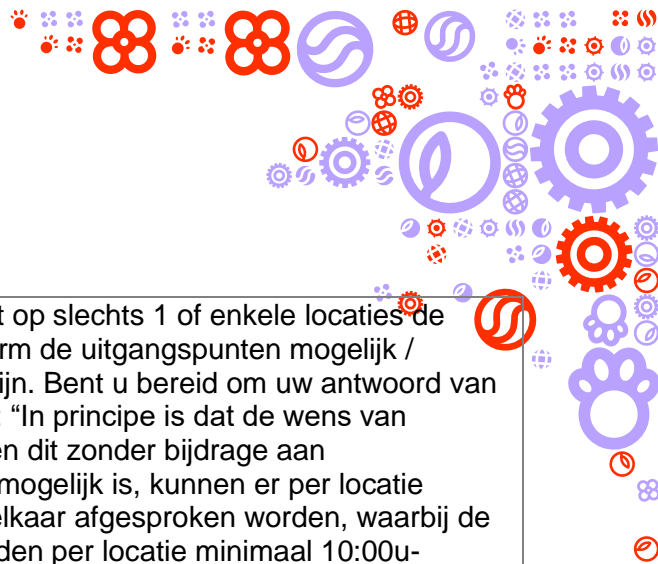 t op slechts 1 of enkele locaties de
rm de uitgangspunten mogelijk /
ijn. Bent u bereid om uw antwoord van
: “In principe is dat de wens van
en dit zonder bijdrage aan
mogelijk is, kunnen er per locatie
elkaar afgesproken worden, waarbij de
den per locatie minimaal 10:00u-